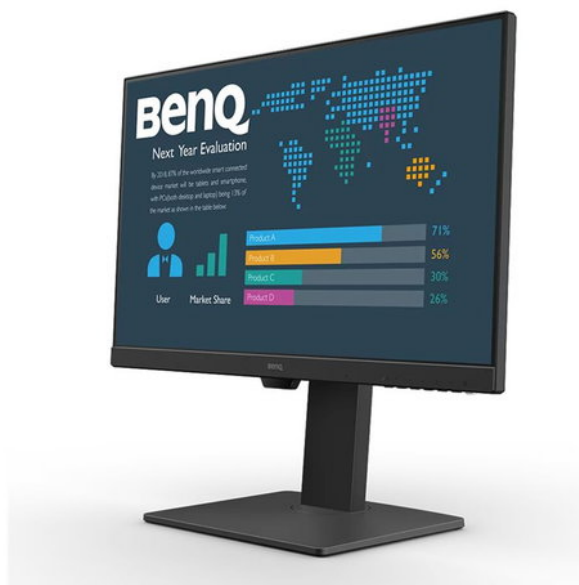 BenQ
Next Year Evaluation
By 2018, 87% of the worldwide smart connected
device market will be tablets and smartphone,
with PCs(both desktop and laptop) being 13% of
the market as shown in the table below:
Product A 71%
Product B 56%
Product C 30%
Product D 26%
User Market Share
BenQ